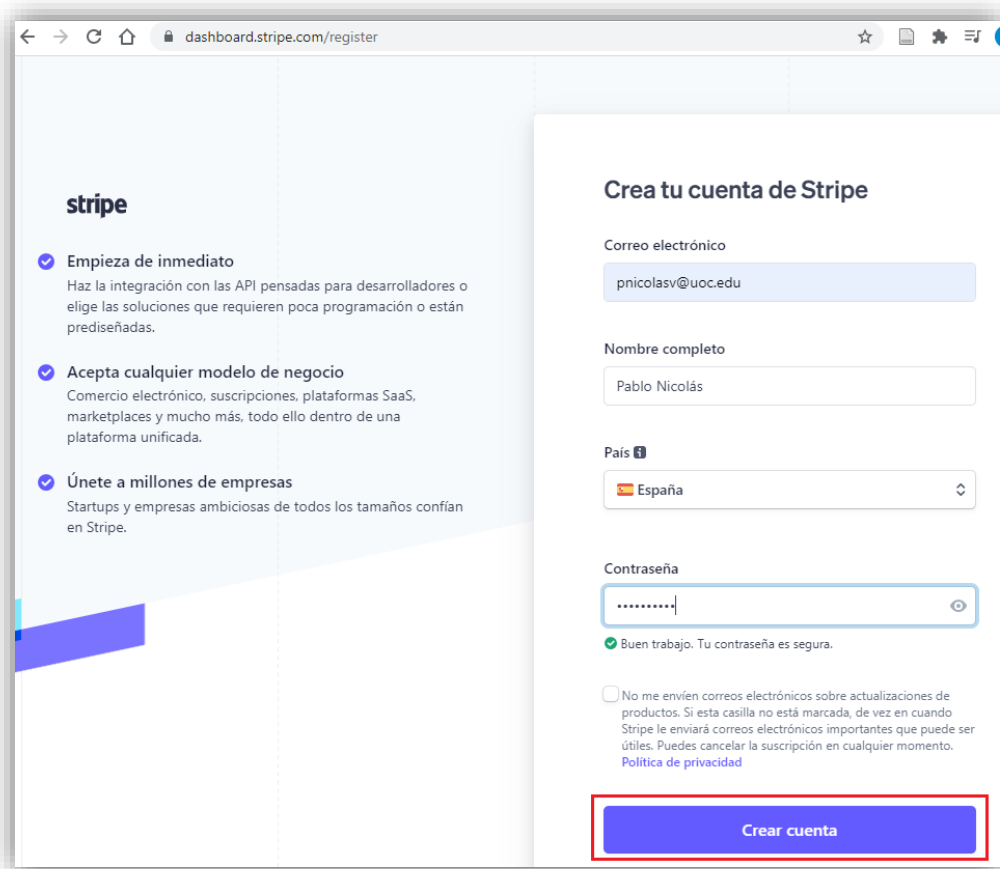 dashboard.stripe.com/register
stripe
Empieza de inmediato
Haz la integración con las API pensadas para desarrolladores o
elige las soluciones que requieren poca programación o están
prediseñadas.
Acepta cualquier modelo de negocio
Comercio electrónico, suscripciones, plataformas SaaS,
marketplaces y mucho más, todo ello dentro de una
plataforma unificada.
Únete a millones de empresas
Startups y empresas ambiciosas de todos los tamaños confían
en Stripe.
Crea tu cuenta de Stripe
Correo electrónico
pnicolasv@uoc.edu
Nombre completo
Pablo Nicolás
País
España
Contraseña
••••••••••
Buen trabajo. Tu contraseña es segura.
No me envíen correos electrónicos sobre actualizaciones de
productos. Si esta casilla no está marcada, de vez en cuando
Stripe le enviará correos electrónicos importantes que puede ser
útiles. Puedes cancelar la suscripción en cualquier momento.
Política de privacidad
Crear cuenta